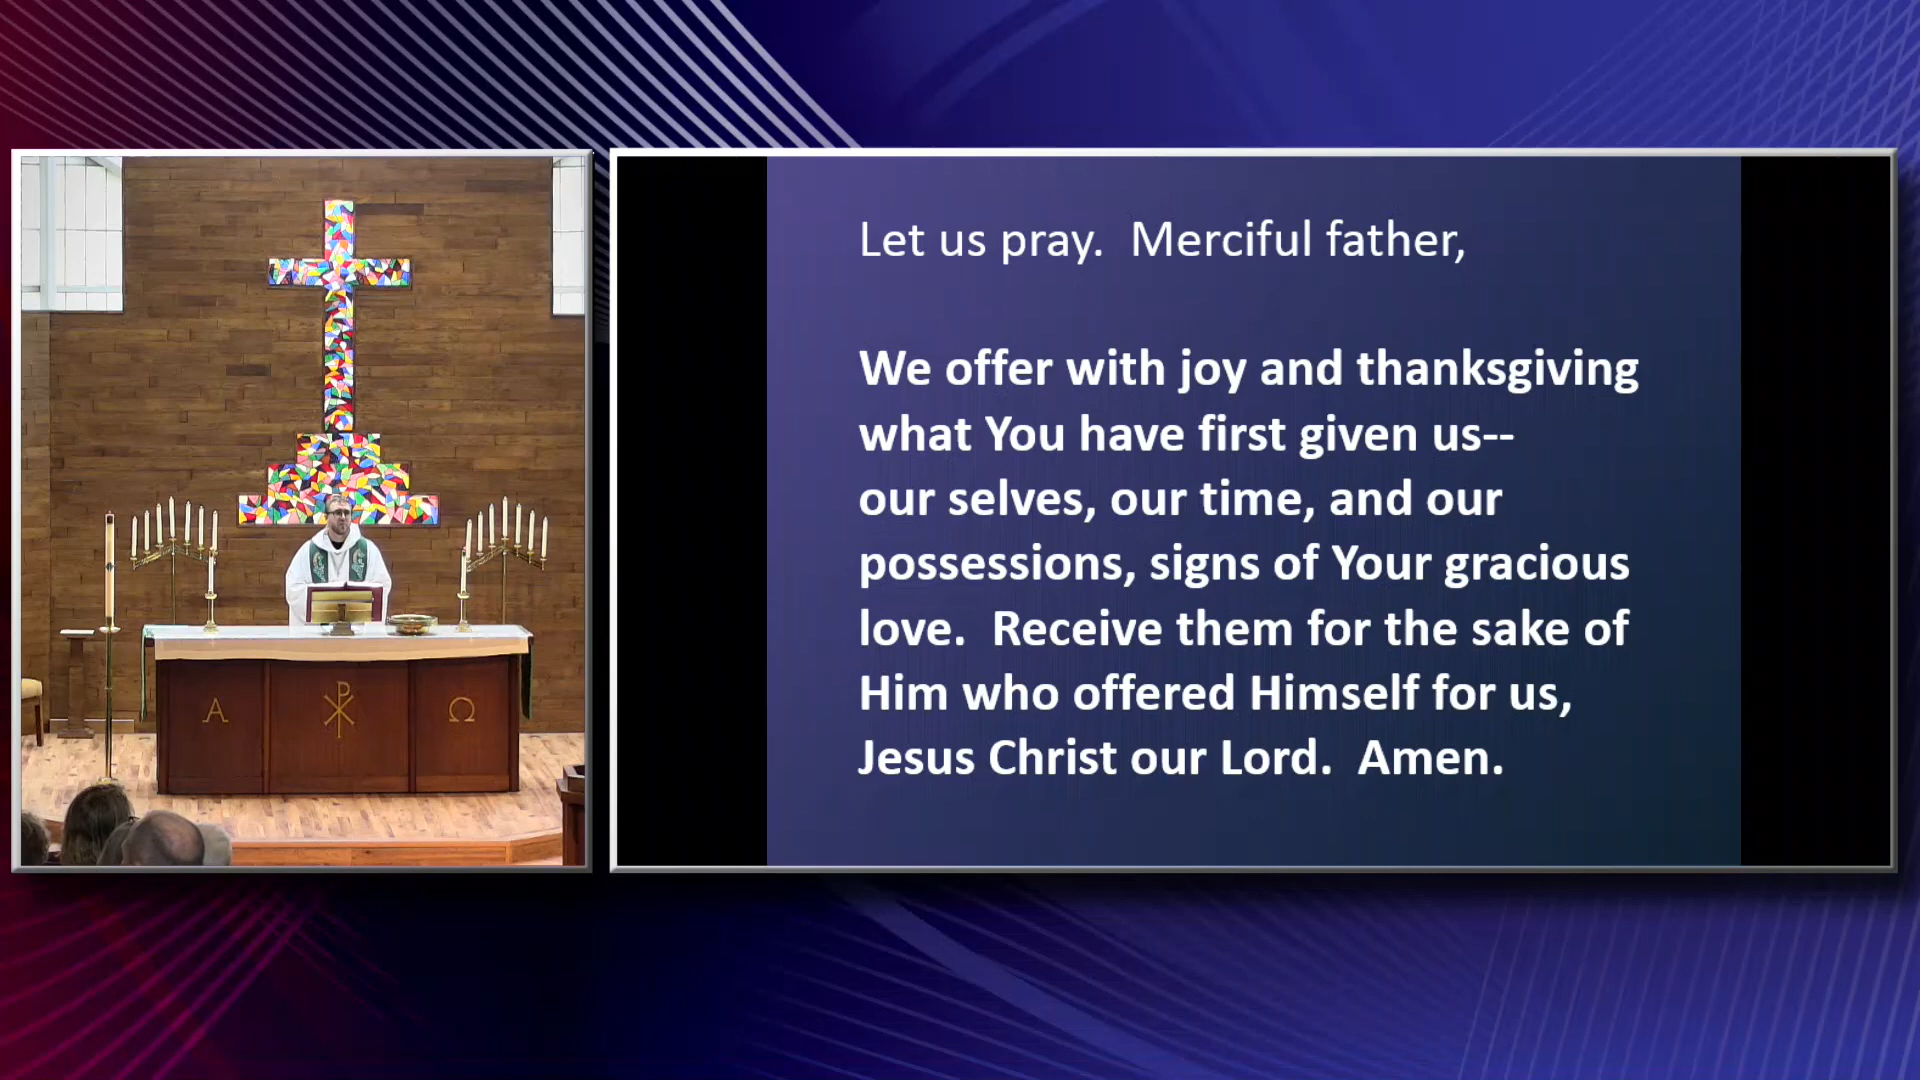 Let us pray.  Merciful father,
We offer with joy and thanksgiving
what You have first given us--
our selves, our time, and our
possessions, signs of Your gracious
love.  Receive them for the sake of
Him who offered Himself for us,
Jesus Christ our Lord.  Amen.
Α ☧ Ω